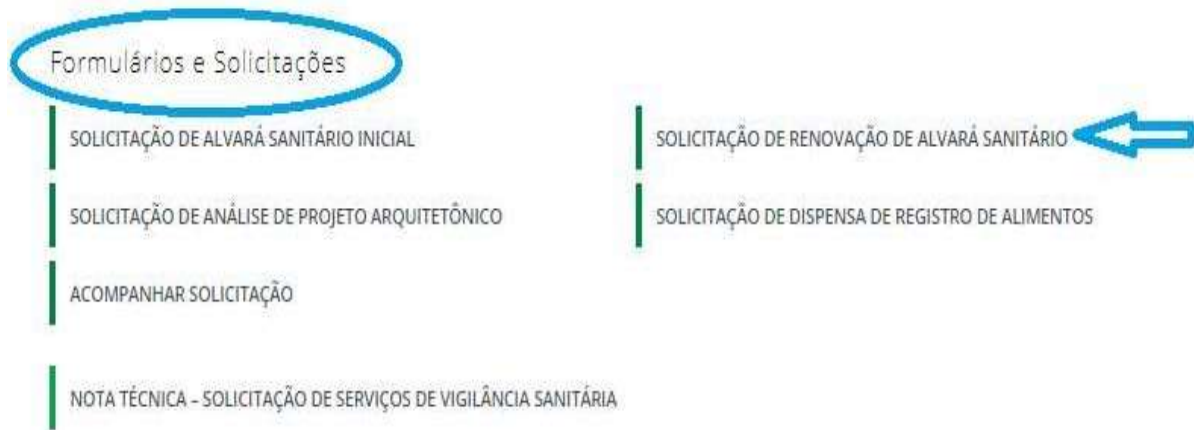 Formulários e Solicitações
SOLICITAÇÃO DE ALVARÁ SANITÁRIO INICIAL
SOLICITAÇÃO DE RENOVAÇÃO DE ALVARÁ SANITÁRIO
SOLICITAÇÃO DE ANÁLISE DE PROJETO ARQUITETÔNICO
SOLICITAÇÃO DE DISPENSA DE REGISTRO DE ALIMENTOS
ACOMPANHAR SOLICITAÇÃO
NOTA TÉCNICA – SOLICITAÇÃO DE SERVIÇOS DE VIGILÂNCIA SANITÁRIA